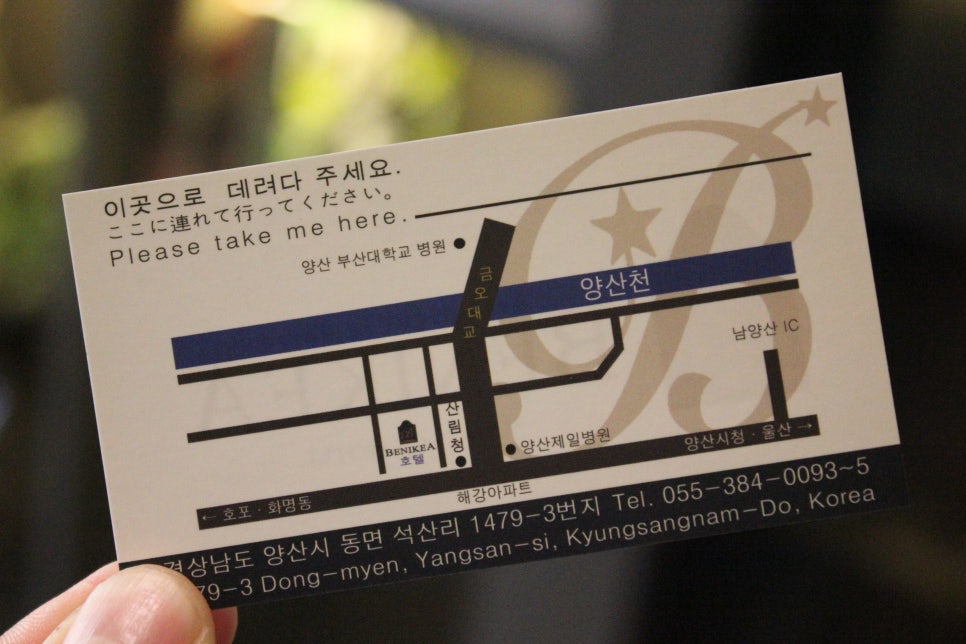 이곳으로 데려다 주세요.
ここに連れて行ってください。
Please take me here.
양산 부산대학교 병원
금오대교
양산천
남양산 IC
산림청
BENIKEA
호텔
양산제일병원
양산시청 · 울산 →
← 호포 · 화명동
해강아파트
경상남도 양산시 동면 석산리 1479-3번지 Tel. 055-384-0093~5
79-3 Dong-myen, Yangsan-si, Kyungsangnam-Do, Korea